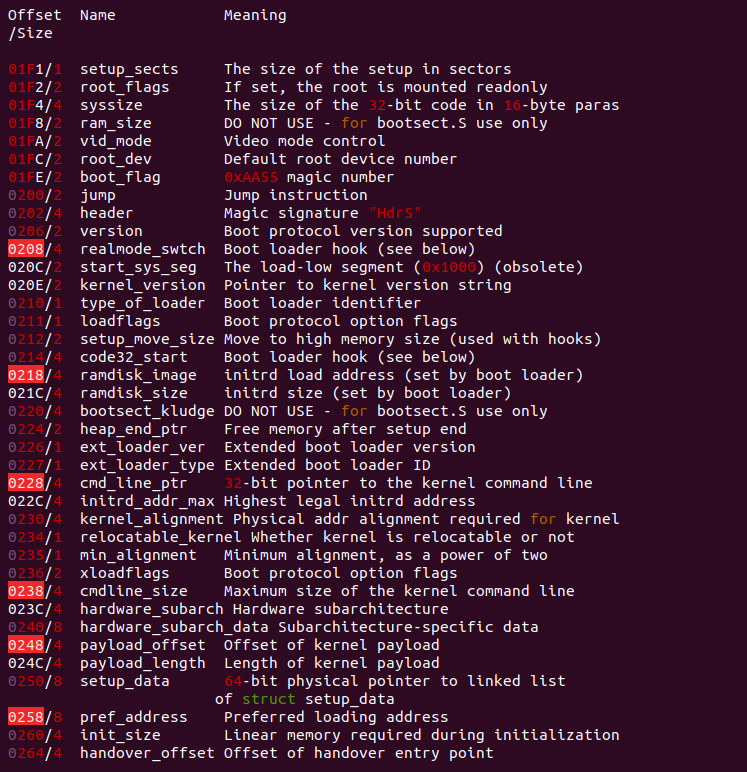 Offset  Name            Meaning
/Size

01F1/1  setup_sects     The size of the setup in sectors
01F2/2  root_flags      If set, the root is mounted readonly
01F4/4  syssize         The size of the 32-bit code in 16-byte paras
01F8/2  ram_size        DO NOT USE - for bootsect.S use only
01FA/2  vid_mode        Video mode control
01FC/2  root_dev        Default root device number
01FE/2  boot_flag       0xAA55 magic number
0200/2  jump            Jump instruction
0202/4  header          Magic signature "HdrS"
0206/2  version         Boot protocol version supported
0208/4  realmode_swtch  Boot loader hook (see below)
020C/2  start_sys_seg   The load-low segment (0x1000) (obsolete)
020E/2  kernel_version  Pointer to kernel version string
0210/1  type_of_loader  Boot loader identifier
0211/1  loadflags       Boot protocol option flags
0212/2  setup_move_size Move to high memory size (used with hooks)
0214/4  code32_start    Boot loader hook (see below)
0218/4  ramdisk_image   initrd load address (set by boot loader)
021C/4  ramdisk_size    initrd size (set by boot loader)
0220/4  bootsect_kludge DO NOT USE - for bootsect.S use only
0224/2  heap_end_ptr    Free memory after setup end
0226/1  ext_loader_ver  Extended boot loader version
0227/1  ext_loader_type Extended boot loader ID
0228/4  cmd_line_ptr    32-bit pointer to the kernel command line
022C/4  initrd_addr_max Highest legal initrd address
0230/4  kernel_alignment Physical addr alignment required for kernel
0234/1  relocatable_kernel Whether kernel is relocatable or not
0235/1  min_alignment   Minimum alignment, as a power of two
0236/2  xloadflags      Boot protocol option flags
0238/4  cmdline_size    Maximum size of the kernel command line
023C/4  hardware_subarch Hardware subarchitecture
0240/8  hardware_subarch_data Subarchitecture-specific data
0248/4  payload_offset  Offset of kernel payload
024C/4  payload_length  Length of kernel payload
0250/8  setup_data      64-bit physical pointer to linked list
                       of struct setup_data
0258/8  pref_address    Preferred loading address
0260/4  init_size       Linear memory required during initialization
0264/4  handover_offset Offset of handover entry point